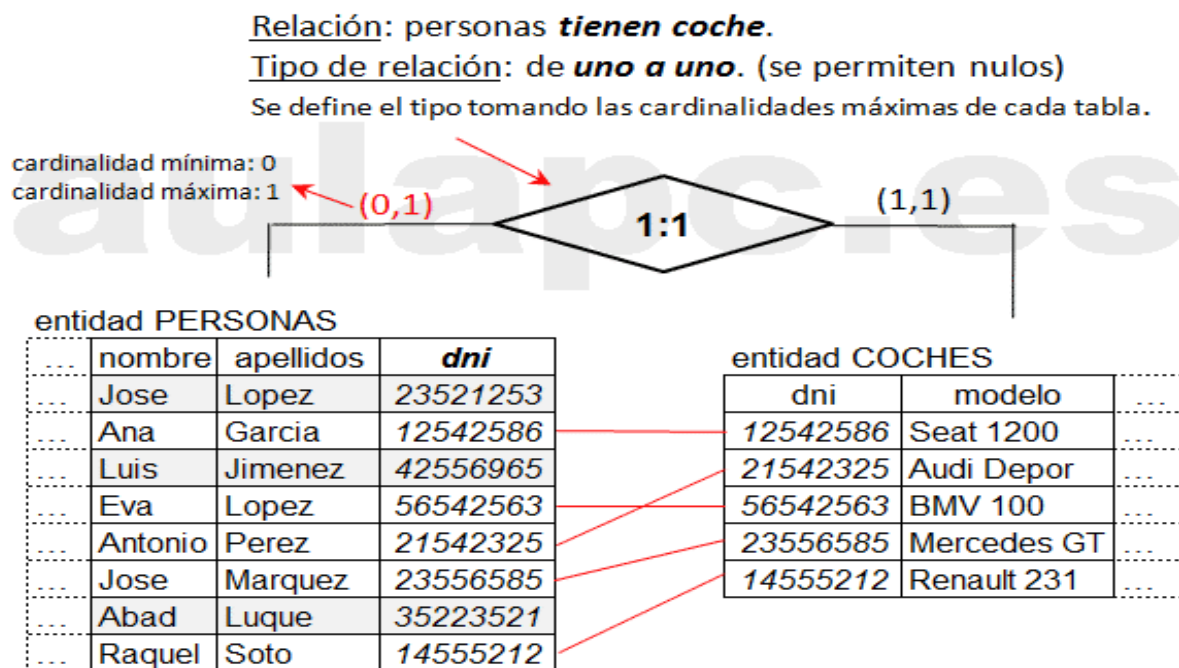 Relación: personas tienen coche.
Tipo de relación: de uno a uno. (se permiten nulos)
Se define el tipo tomando las cardinalidades máximas de cada tabla.
cardinalidad mínima: 0
cardinalidad máxima: 1
(0,1)
1:1
(1,1)
aulapc.es
entidad PERSONAS
... nombre apellidos dni
... Jose Lopez 23521253
... Ana Garcia 12542586
... Luis Jimenez 42556965
... Eva Lopez 56542563
... Antonio Perez 21542325
... Jose Marquez 23556585
... Abad Luque 35223521
... Raquel Soto 14555212
entidad COCHES
dni modelo ...
12542586 Seat 1200 ...
21542325 Audi Depor ...
56542563 BMV 100 ...
23556585 Mercedes GT ...
14555212 Renault 231 ...